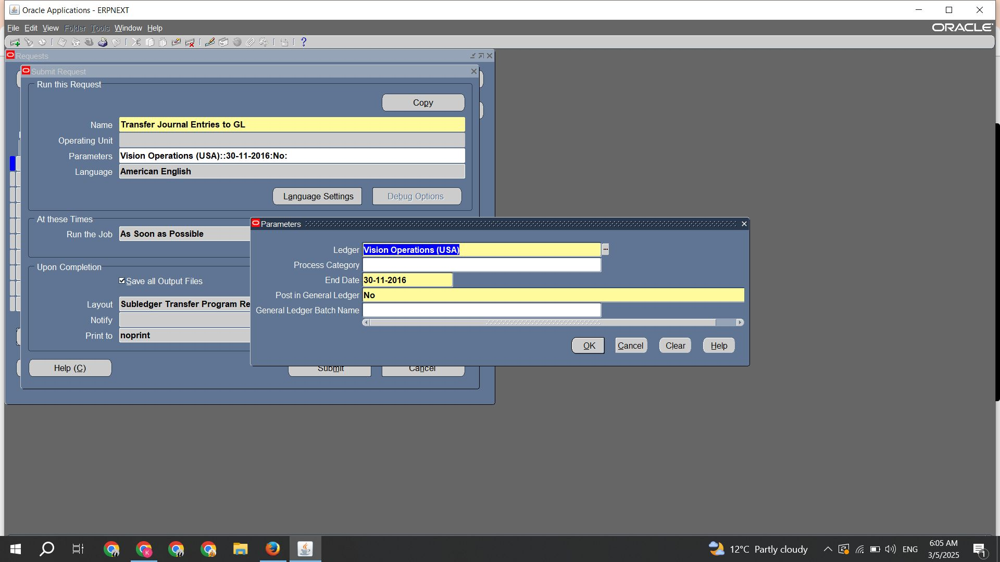 Oracle Applications - ERPNEXT
File Edit View Folder Tools Window Help
ORACLE
Requests
Submit Request
Run this Request
Copy
Name Transfer Journal Entries to GL
Operating Unit
Parameters Vision Operations (USA)::30-11-2016:No:
Language American English
Language Settings Debug Options
At these Times
Run the Job As Soon as Possible
Parameters
Ledger Vision Operations (USA)
Process Category
End Date 30-11-2016
Post in General Ledger No
General Ledger Batch Name
OK Cancel Clear Help
Upon Completion
Save all Output Files
Layout Subledger Transfer Program Re
Notify
Print to noprint
Help (C) Submit Cancel
12°C Partly cloudy
ENG
6:05 AM
3/5/2025
1